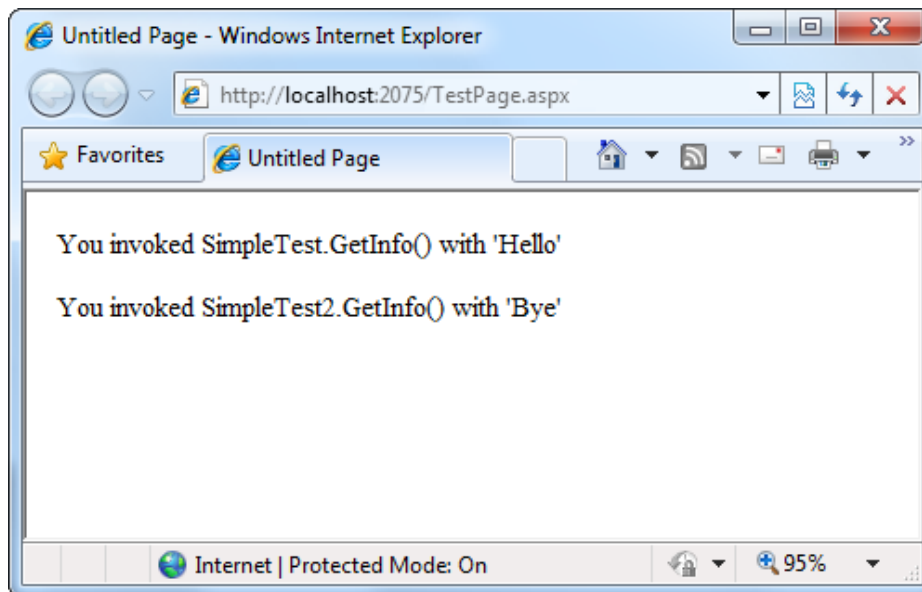 Untitled Page - Windows Internet Explorer
http://localhost:2075/TestPage.aspx
Favorites Untitled Page
You invoked SimpleTest.GetInfo() with 'Hello'
You invoked SimpleTest2.GetInfo() with 'Bye'
Internet | Protected Mode: On 95%